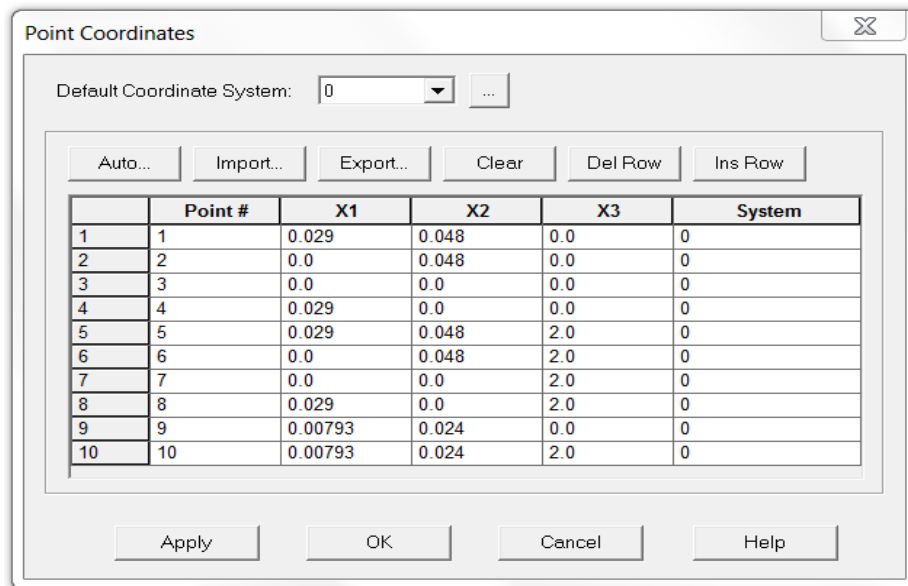 Point Coordinates
Default Coordinate System: 0 ...
Auto... Import... Export... Clear Del Row Ins Row
Point # X1 X2 X3 System
1 1 0.029 0.048 0.0 0
2 2 0.0 0.048 0.0 0
3 3 0.0 0.0 0.0 0
4 4 0.029 0.0 0.0 0
5 5 0.029 0.048 2.0 0
6 6 0.0 0.048 2.0 0
7 7 0.0 0.0 2.0 0
8 8 0.029 0.0 2.0 0
9 9 0.00793 0.024 0.0 0
10 10 0.00793 0.024 2.0 0
Apply OK Cancel Help